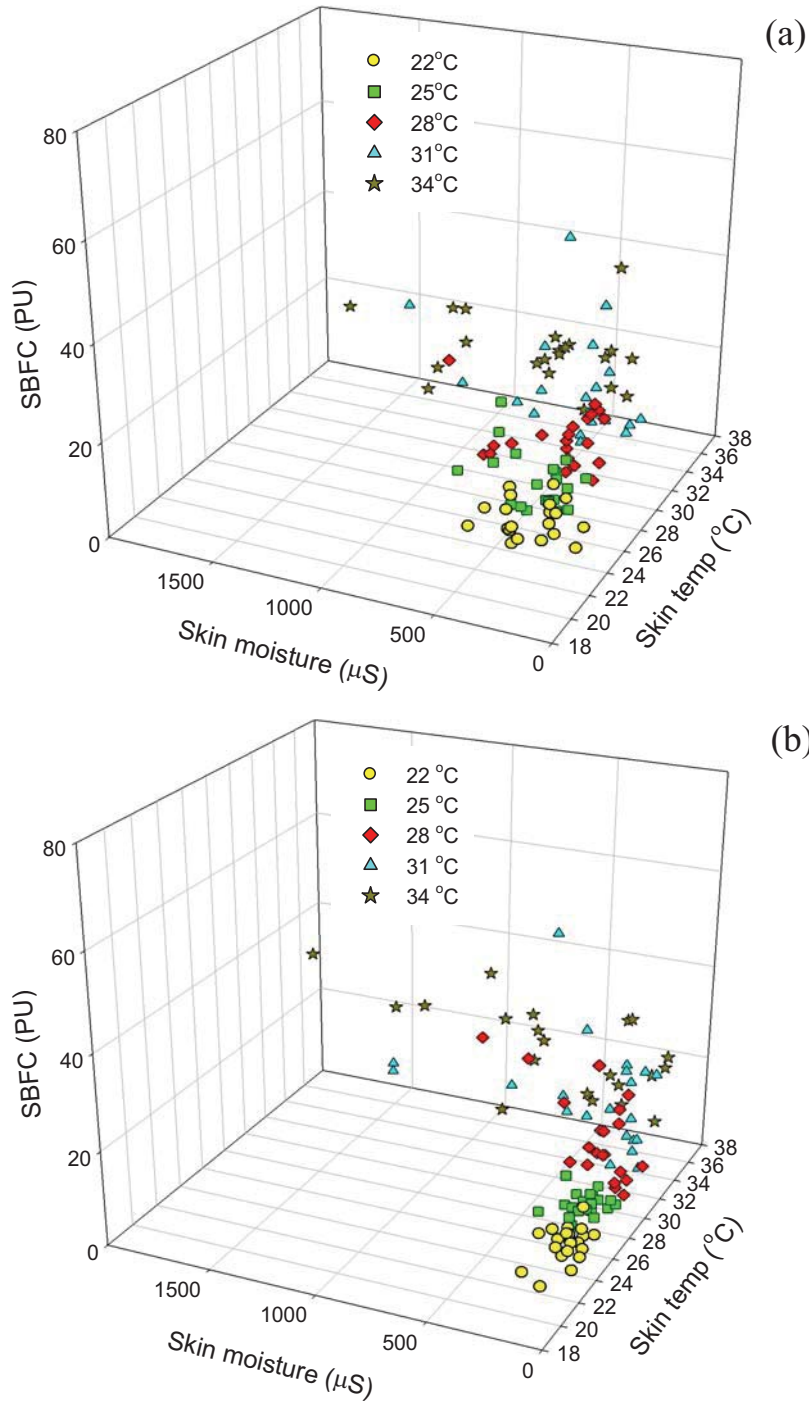 (a)
22°C
25°C
28°C
31°C
34°C
80
60
40
20
0
SBFC (PU)
1500
1000
500
0
Skin moisture (μS)
38
36
34
32
30
28
26
24
22
20
18
Skin temp (°C)
(b)
22 °C
25 °C
28 °C
31 °C
34 °C
80
60
40
20
0
SBFC (PU)
1500
1000
500
0
Skin moisture (μS)
38
36
34
32
30
28
26
24
22
20
18
Skin temp (°C)